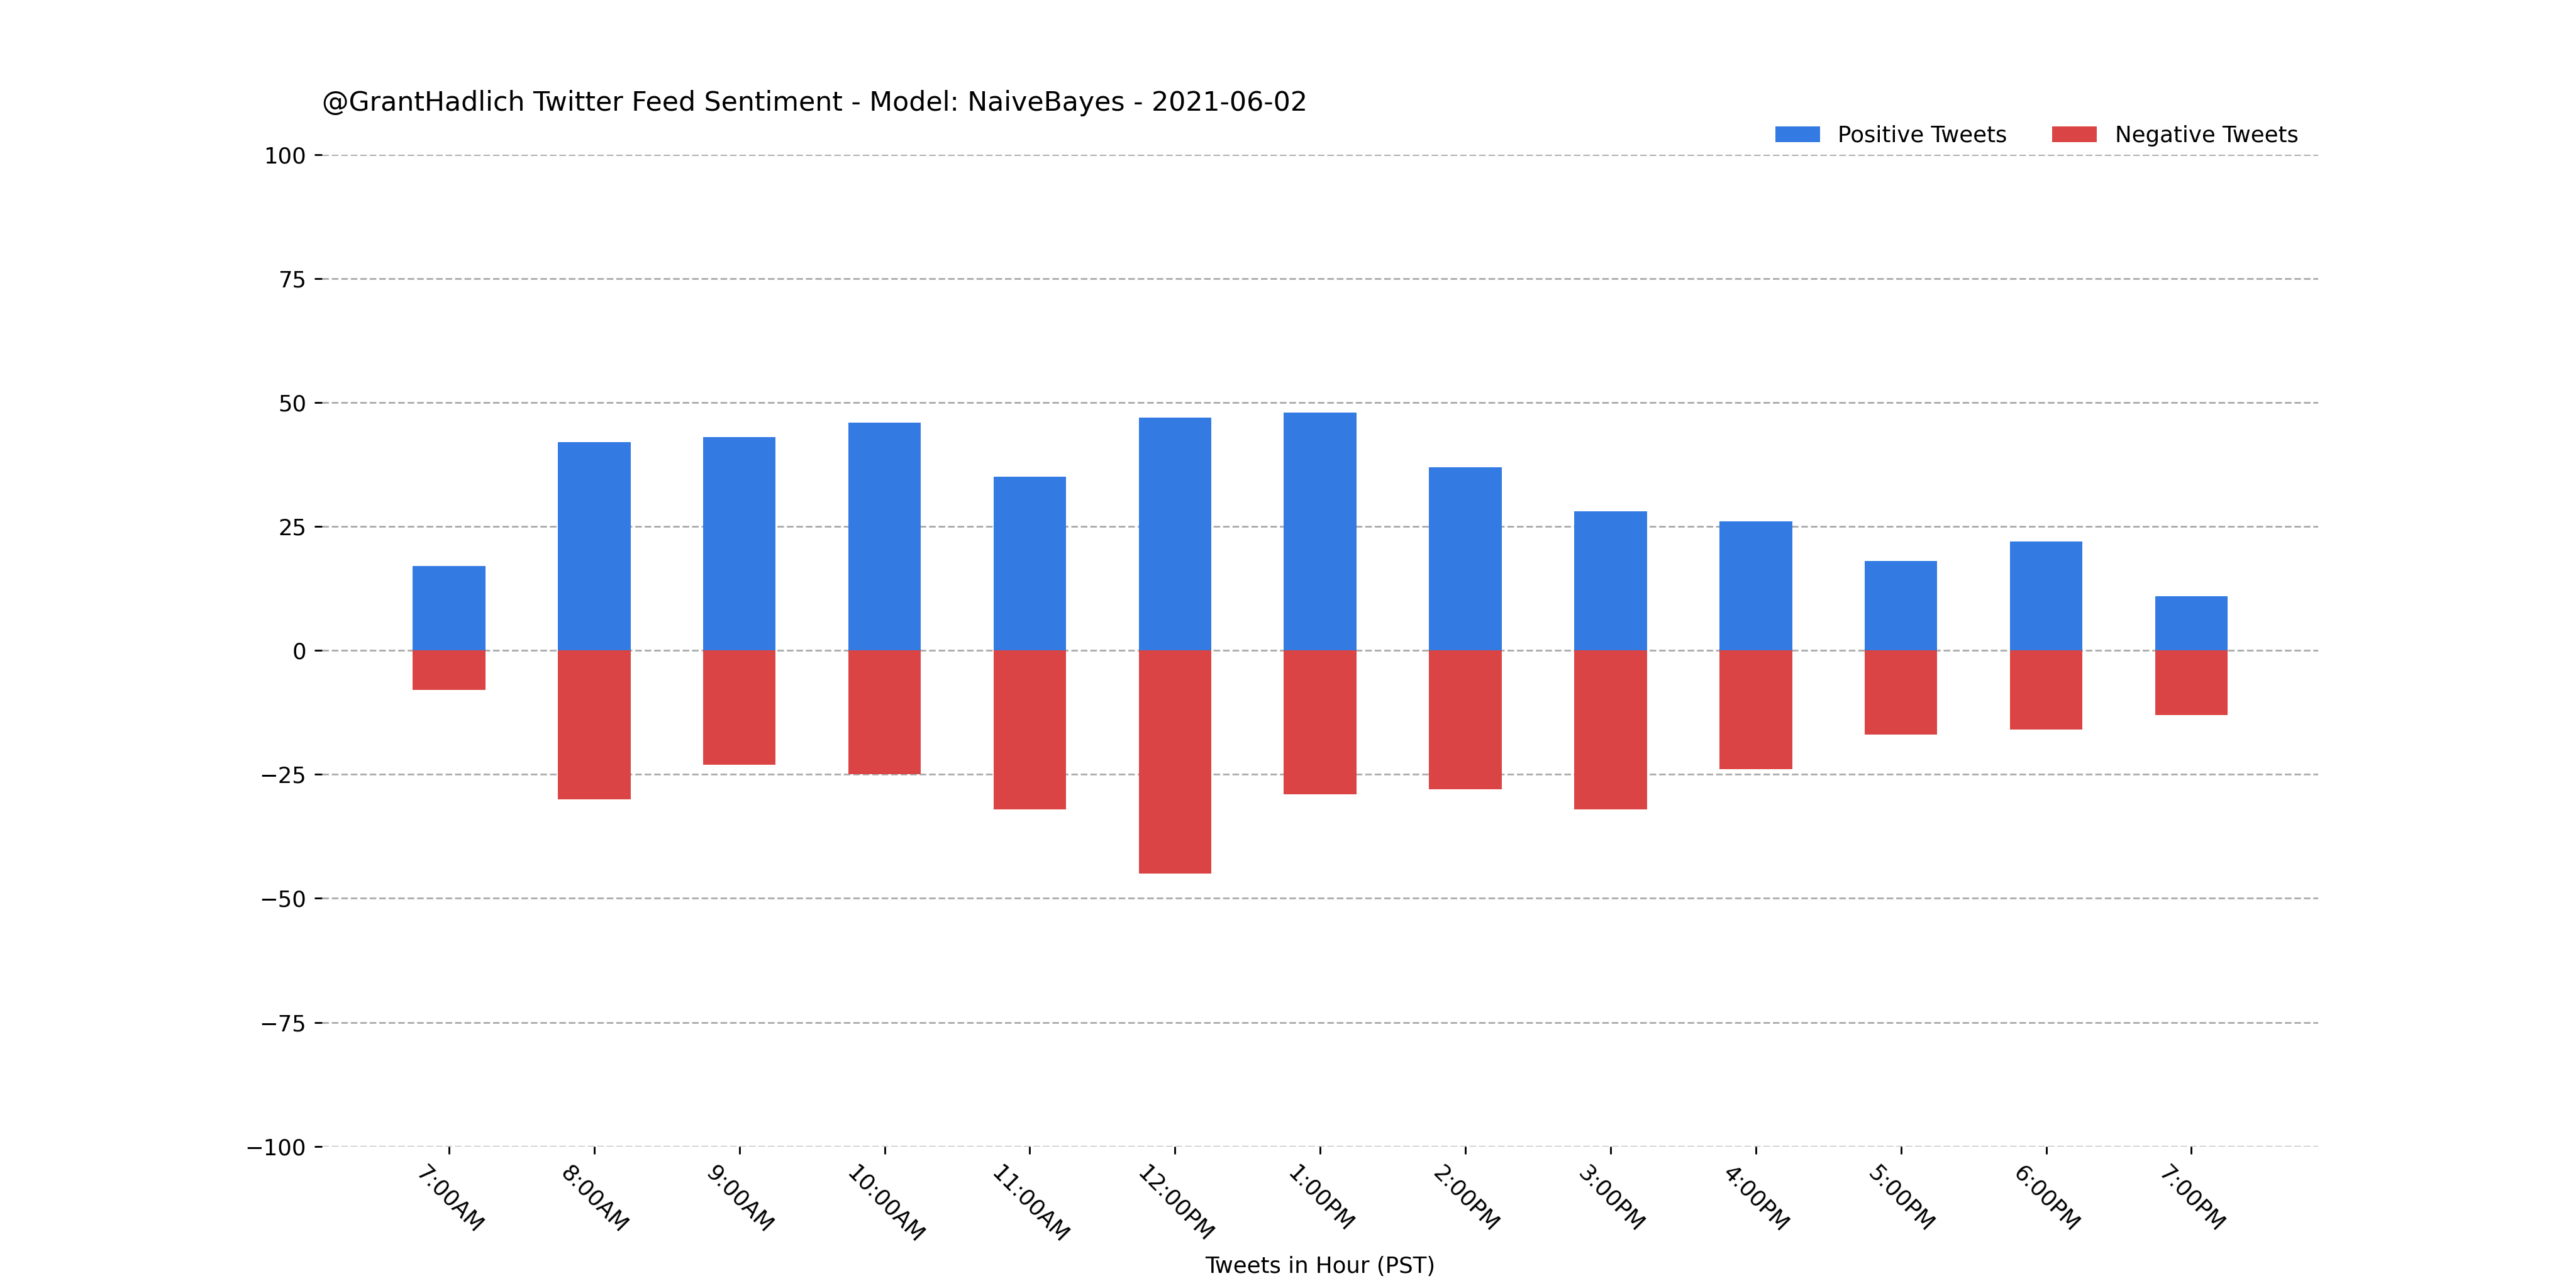 @GrantHadlich Twitter Feed Sentiment - Model: NaiveBayes - 2021-06-02
Positive Tweets
Negative Tweets
100
75
50
25
0
−25
−50
−75
−100
7:00AM
8:00AM
9:00AM
10:00AM
11:00AM
12:00PM
1:00PM
2:00PM
3:00PM
4:00PM
5:00PM
6:00PM
7:00PM
Tweets in Hour (PST)